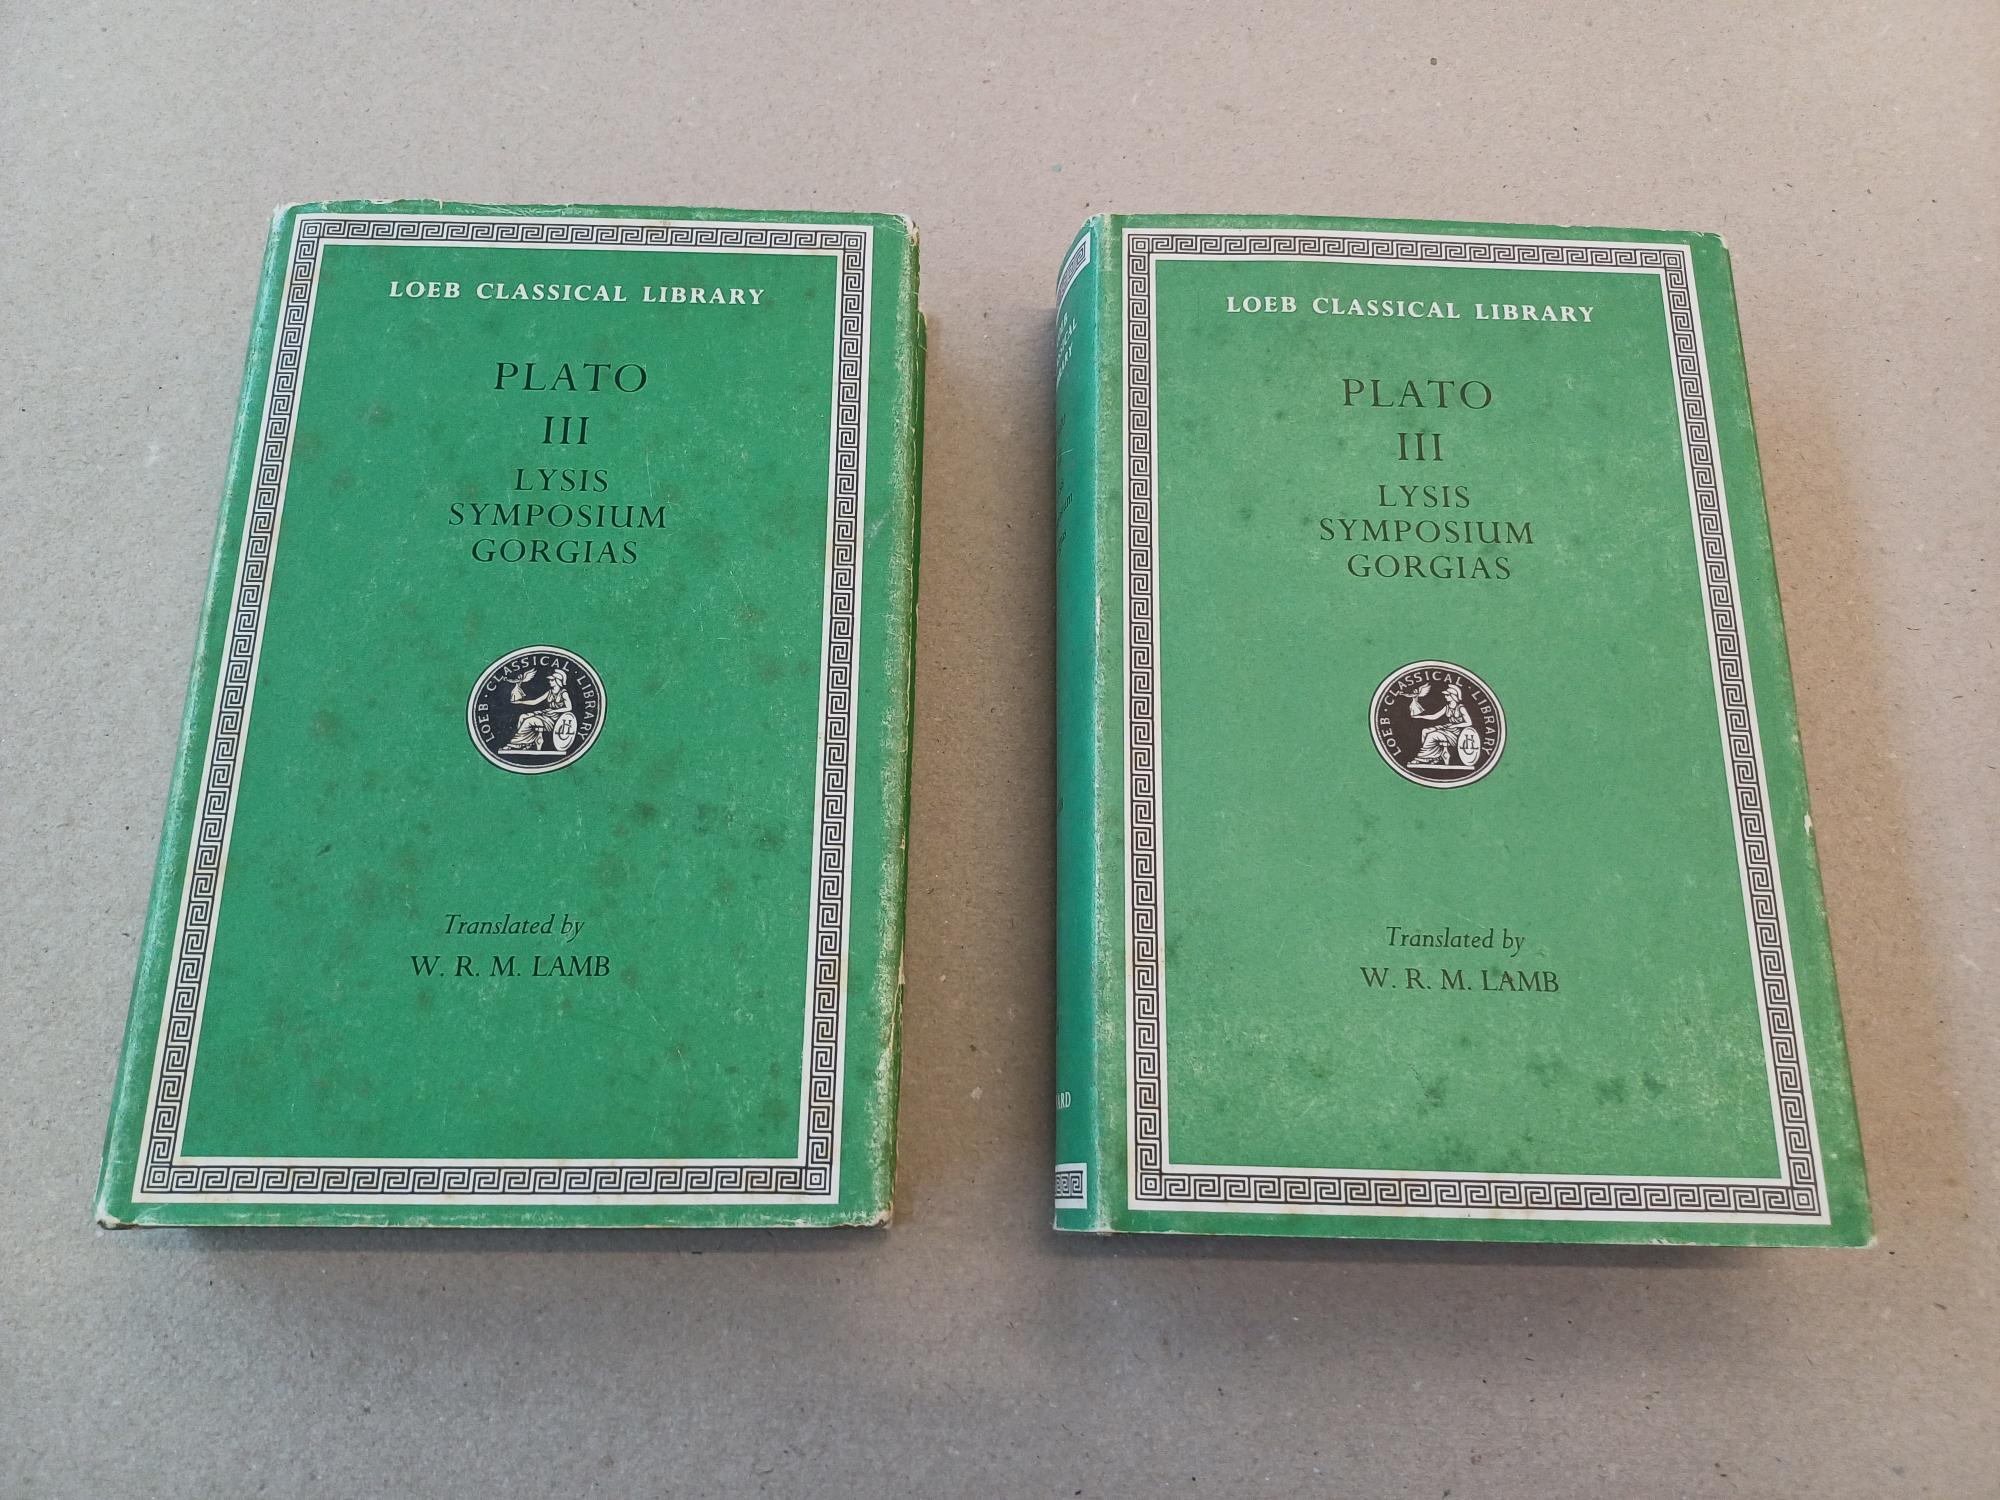 LOEB CLASSICAL LIBRARY
PLATO
III
LYSIS
SYMPOSIUM
GORGIAS
LOEB · CLASSICAL · LIBRARY
Translated by
W. R. M. LAMB
LOEB CLASSICAL LIBRARY
PLATO
III
LYSIS
SYMPOSIUM
GORGIAS
LOEB · CLASSICAL · LIBRARY
Translated by
W. R. M. LAMB